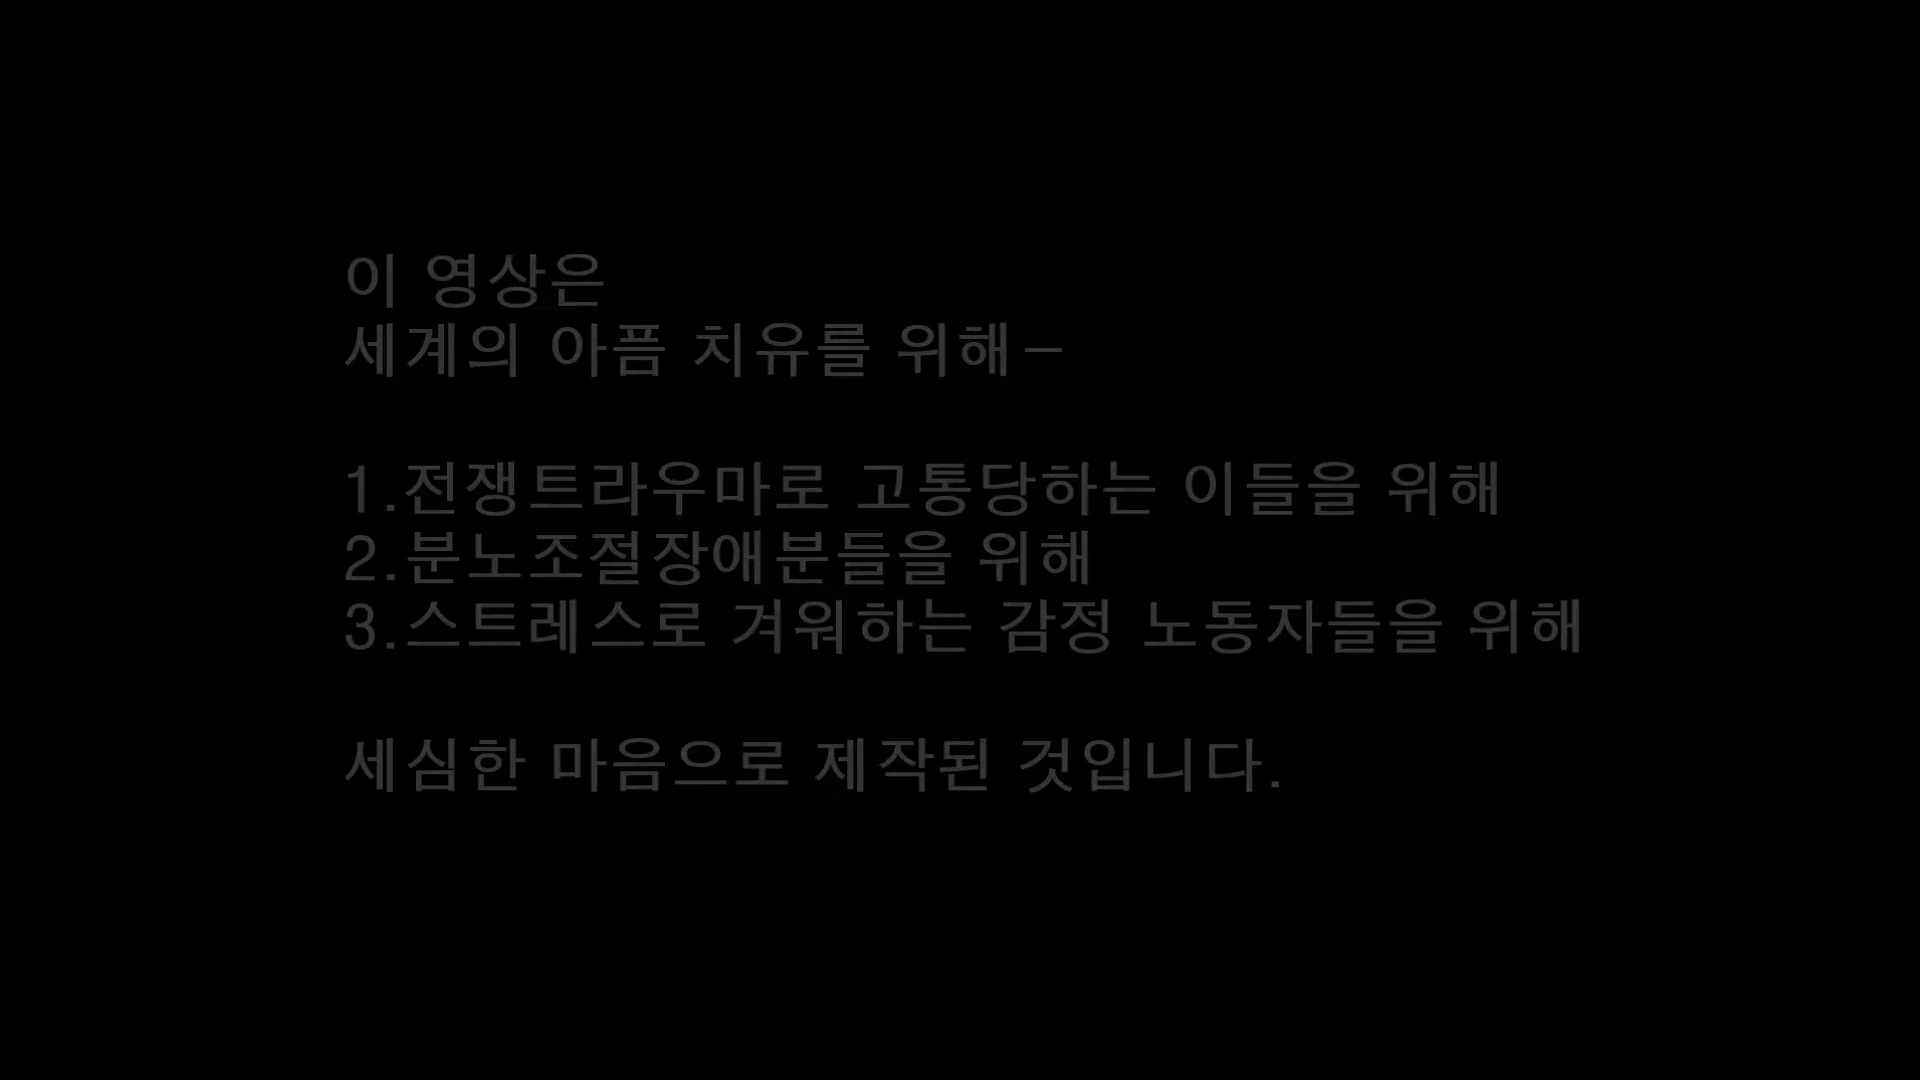 이 영상은
세계의 아픔 치유를 위해-
1.전쟁트라우마로 고통당하는 이들을 위해
2.분노조절장애분들을 위해
3.스트레스로 겨워하는 감정 노동자들을 위해
세심한 마음으로 제작된 것입니다.